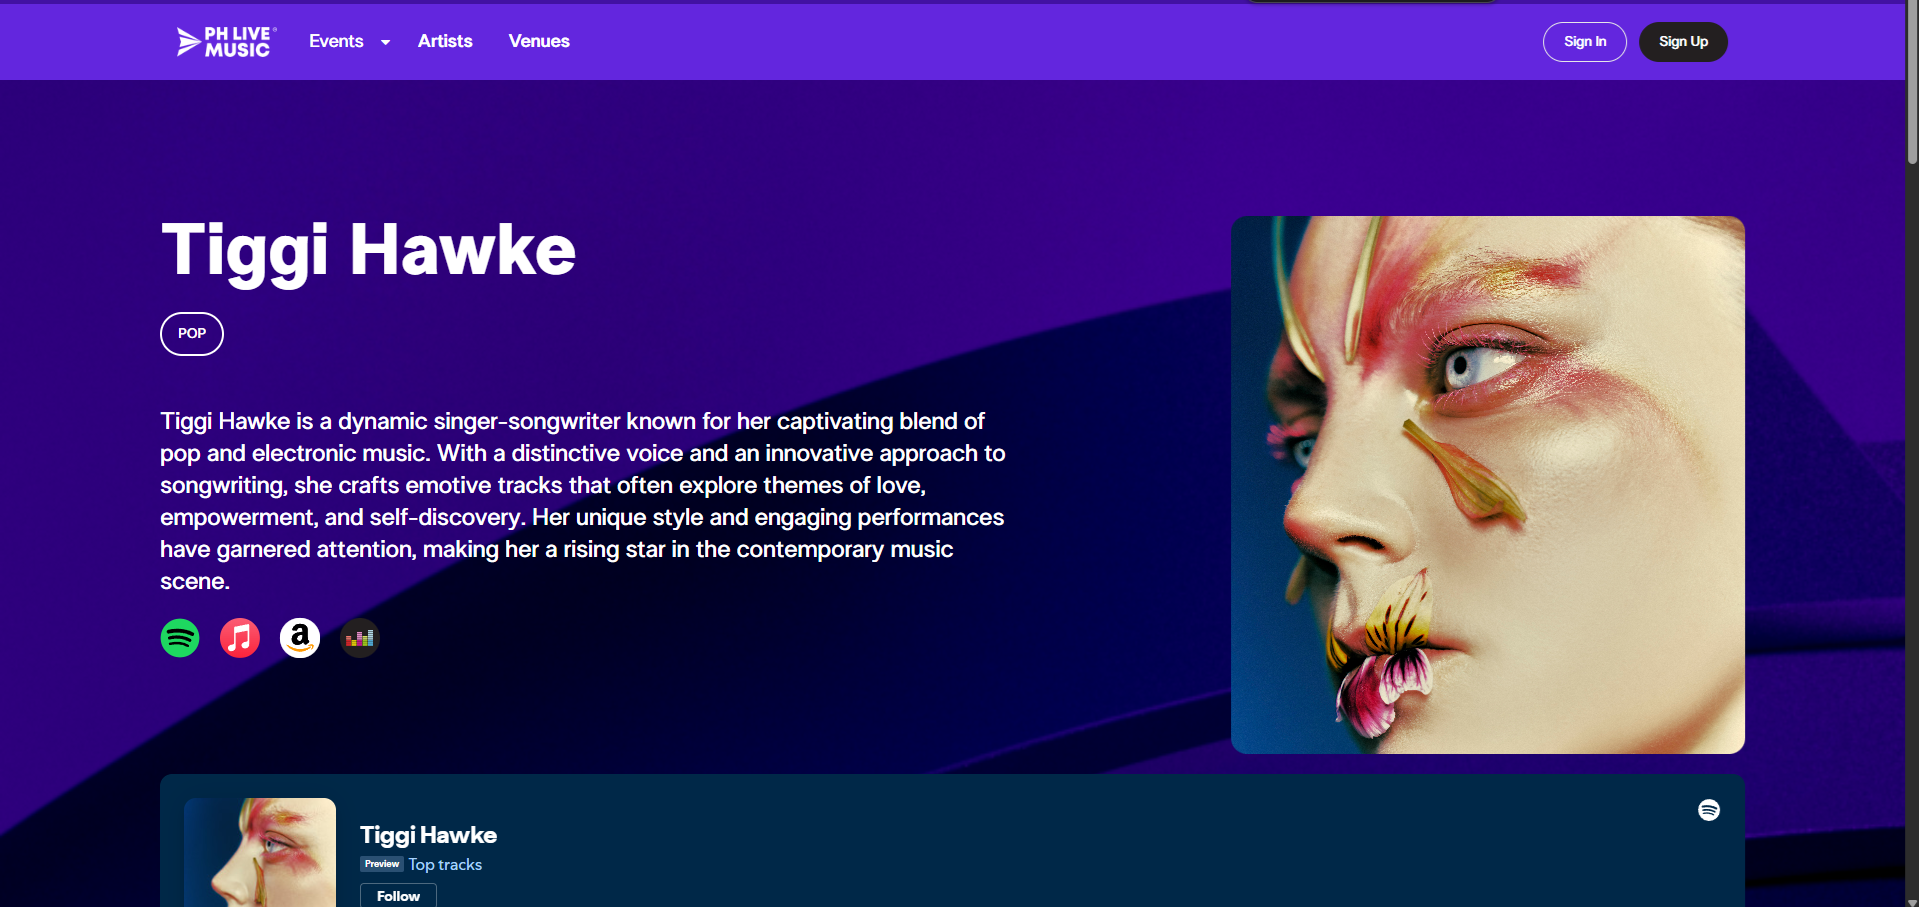 PH LIVE
MUSIC
Events
Artists
Venues
Sign In
Sign Up
Tiggi Hawke
POP
Tiggi Hawke is a dynamic singer-songwriter known for her captivating blend of
pop and electronic music. With a distinctive voice and an innovative approach to
songwriting, she crafts emotive tracks that often explore themes of love,
empowerment, and self-discovery. Her unique style and engaging performances
have garnered attention, making her a rising star in the contemporary music
scene.
a
Tiggi Hawke
Preview Top tracks
Follow